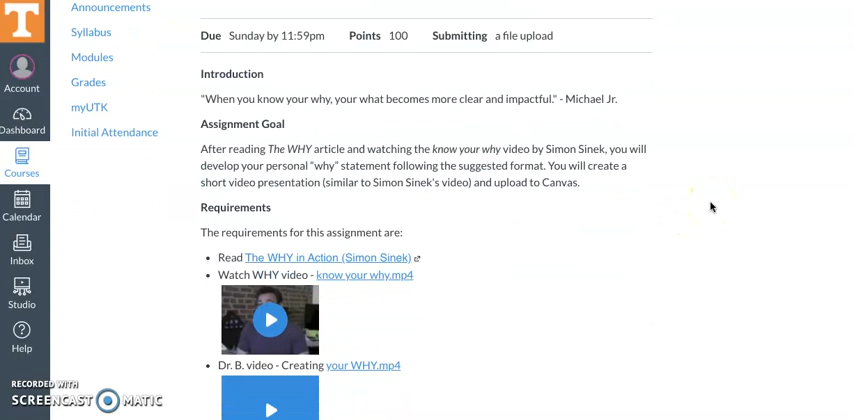 T
Announcements
Syllabus
Modules
Grades
myUTK
Initial Attendance
Account
Dashboard
Courses
Calendar
Inbox
Studio
Help
Due Sunday by 11:59pm Points 100 Submitting a file upload
Introduction
"When you know your why, your what becomes more clear and impactful." - Michael Jr.
Assignment Goal
After reading The WHY article and watching the know your why video by Simon Sinek, you will
develop your personal "why" statement following the suggested format. You will create a
short video presentation (similar to Simon Sinek's video) and upload to Canvas.
Requirements
The requirements for this assignment are:
• Read The WHY in Action (Simon Sinek)
• Watch WHY video - know your why.mp4
• Dr. B. video - Creating your WHY.mp4
RECORDED WITH
SCREENCAST MATIC